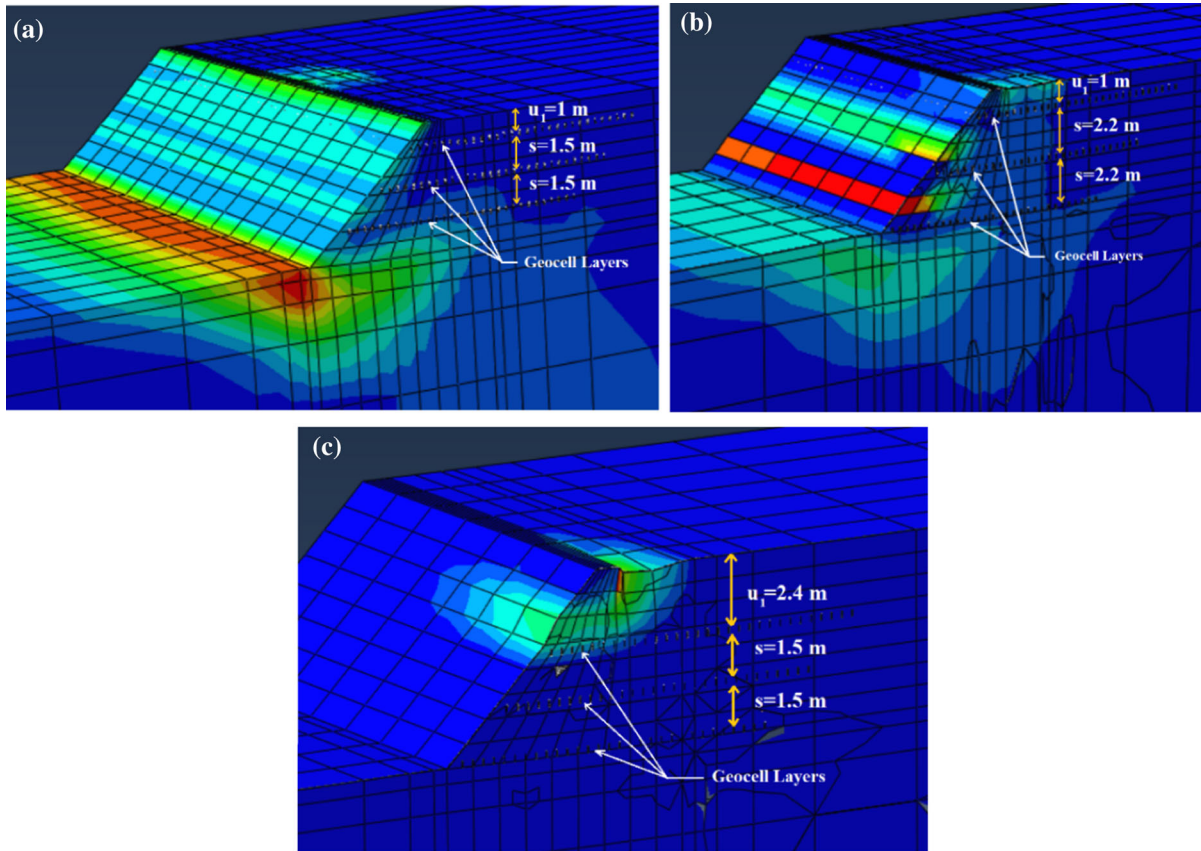 (a)
u₁=1 m
s=1.5 m
s=1.5 m
Geocell Layers
(b)
u₁=1 m
s=2.2 m
s=2.2 m
Geocell Layers
(c)
u₁=2.4 m
s=1.5 m
s=1.5 m
Geocell Layers